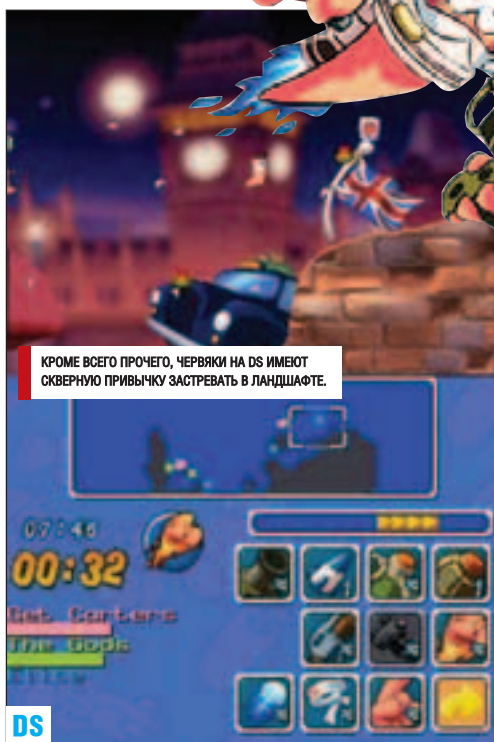 КРОМЕ ВСЕГО ПРОЧЕГО, ЧЕРВЯКИ НА DS ИМЕЮТ
СКВЕРНУЮ ПРИВЫЧКУ ЗАСТРЕВАТЬ В ЛАНДШАФТЕ.
07:46
00:32
Get Carters
The Gods
DS